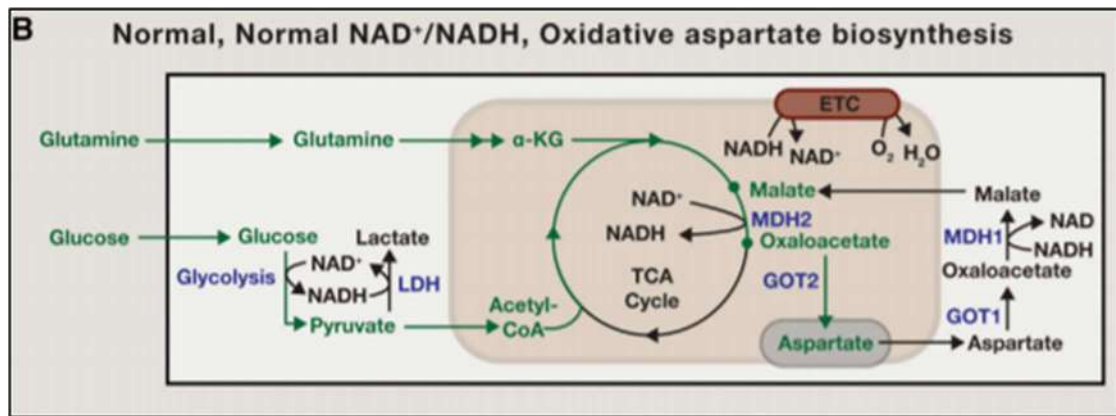 B
Normal, Normal NAD⁺/NADH, Oxidative aspartate biosynthesis
ETC
Glutamine
Glutamine
α-KG
NADH
NAD⁺
O₂
H₂O
Malate
Malate
NAD⁺
MDH2
NADH
Oxaloacetate
MDH1
NAD
NADH
Oxaloacetate
Glucose
Glucose
Lactate
Glycolysis
NAD⁺
NADH
LDH
TCA
Cycle
GOT2
GOT1
Acetyl-
CoA
Pyruvate
Aspartate
Aspartate